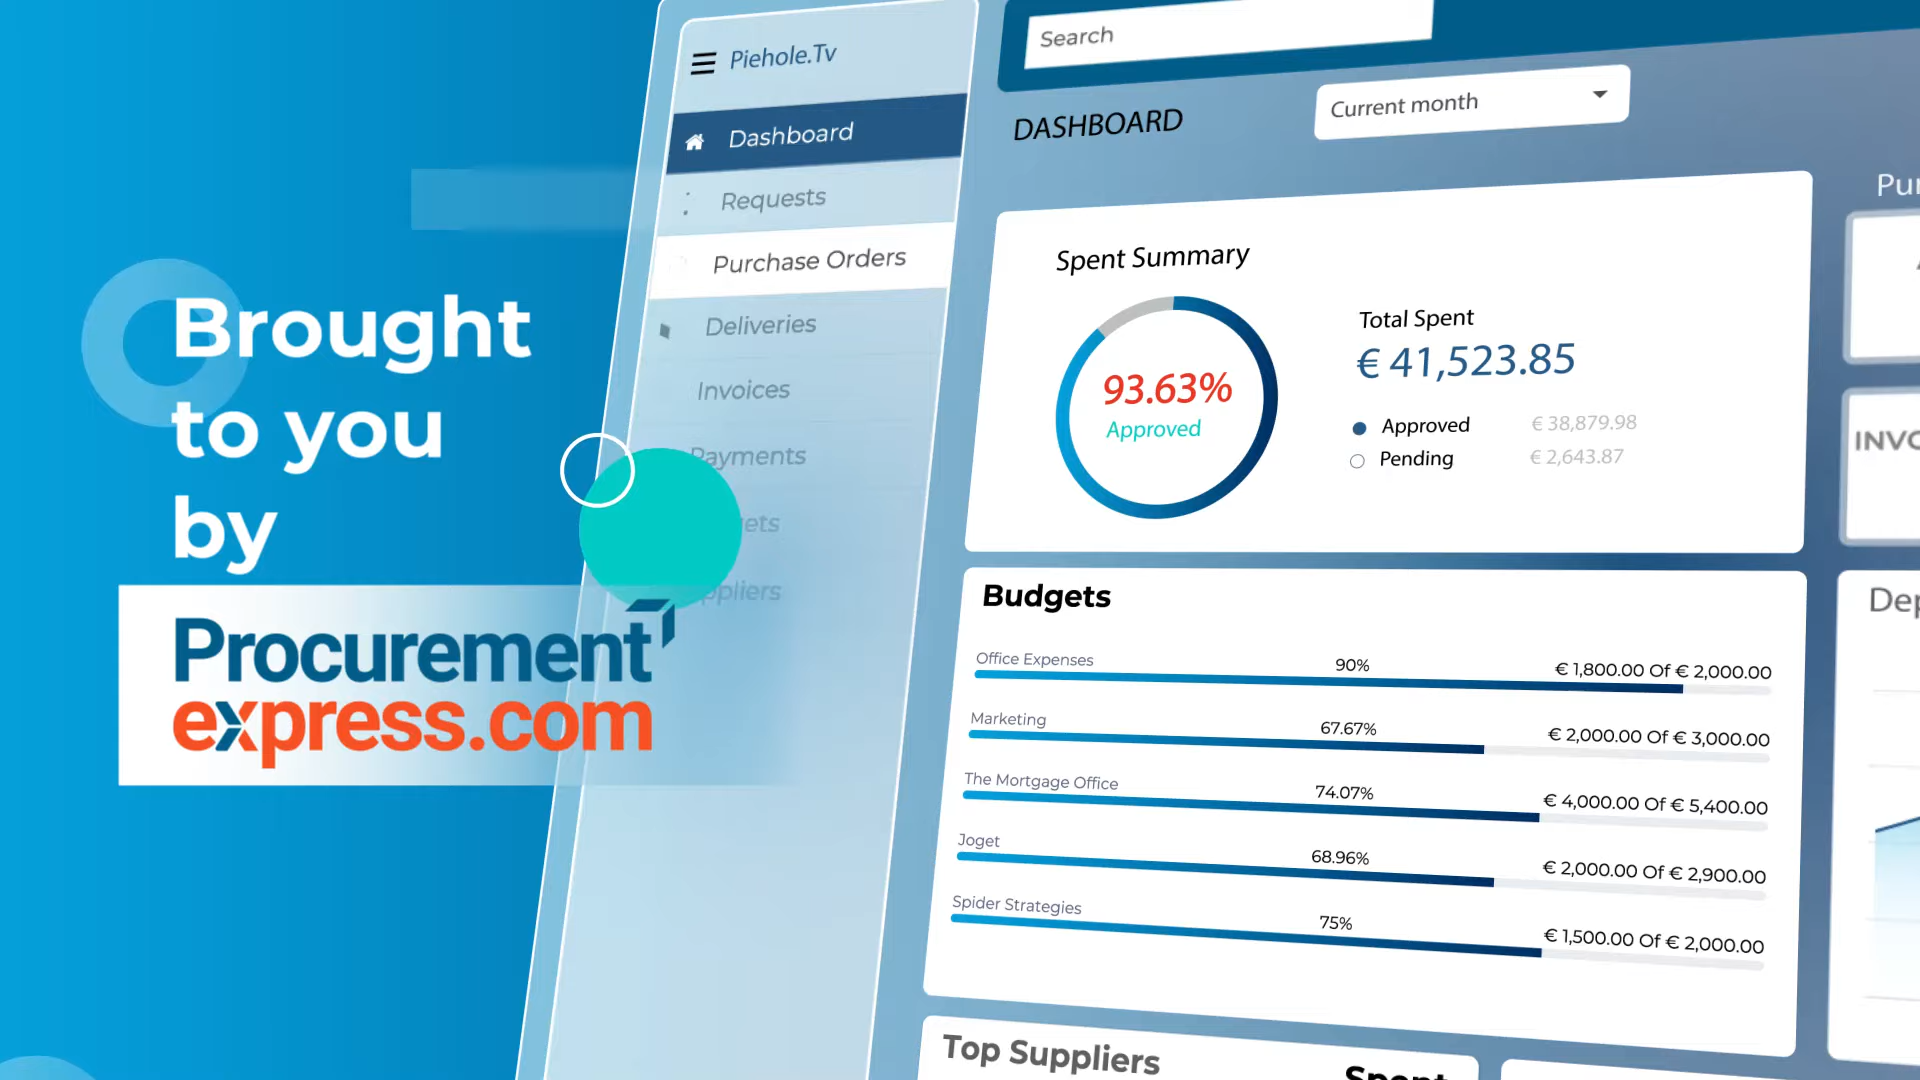 Brought
to you
by
Procurement
express.com
Piehole.Tv
Dashboard
Requests
Purchase Orders
Deliveries
Invoices
Payments
Search
DASHBOARD
Current month
Spent Summary
93.63%
Approved
Total Spent
€ 41,523.85
Approved € 38,879.98
Pending € 2,643.87
Budgets
Office Expenses 90% € 1,800.00 Of € 2,000.00
Marketing 67.67% € 2,000.00 Of € 3,000.00
The Mortgage Office 74.07% € 4,000.00 Of € 5,400.00
Joget 68.96% € 2,000.00 Of € 2,900.00
Spider Strategies 75% € 1,500.00 Of € 2,000.00
Top Suppliers
Spent